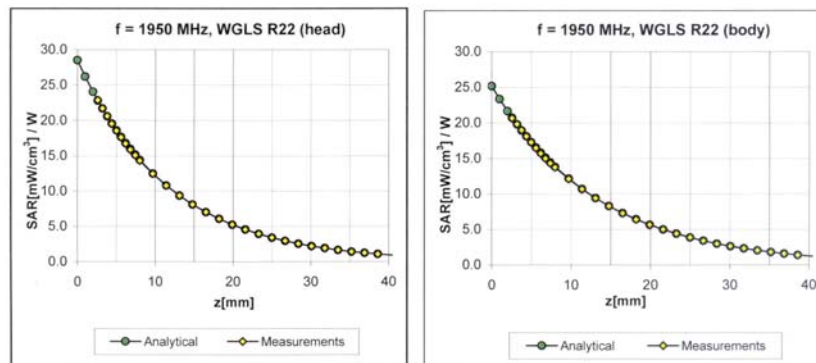 f = 1950 MHz, WGLS R22 (head)
SAR[mW/cm³] / W
30.0
25.0
20.0
15.0
10.0
5.0
0.0
0
10
20
30
40
z[mm]
Analytical
Measurements
f = 1950 MHz, WGLS R22 (body)
SAR[mW/cm³] / W
30.0
25.0
20.0
15.0
10.0
5.0
0.0
0
10
20
30
40
z[mm]
Analytical
Measurements